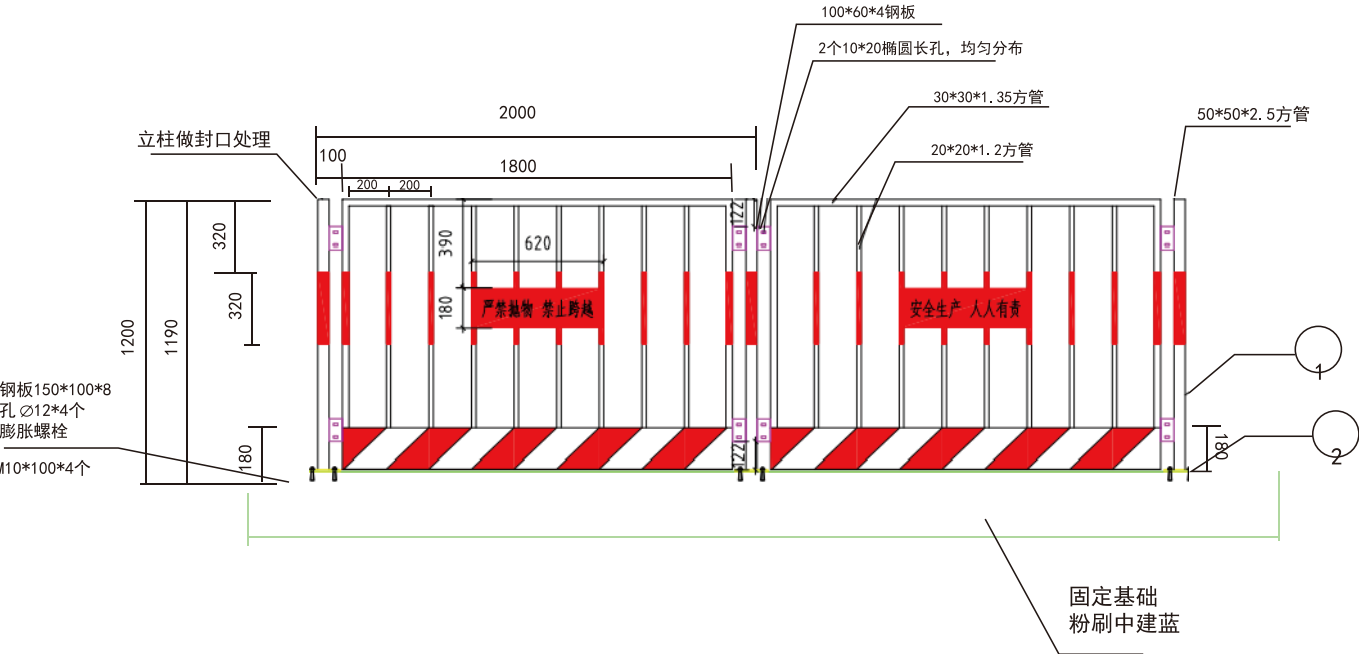 100*60*4钢板
2个10*20椭圆长孔，均匀分布
30*30*1.35方管
2000
50*50*2.5方管
立柱做封口处理
20*20*1.2方管
100
1800
200
200
122
320
390
620
320
180
严禁抛物 禁止跨越
安全生产 人人有责
1200
1190
1
钢板150*100*8
孔 ∅12*4个
膨胀螺栓
M10*100*4个
180
122
180
2
固定基础
粉刷中建蓝